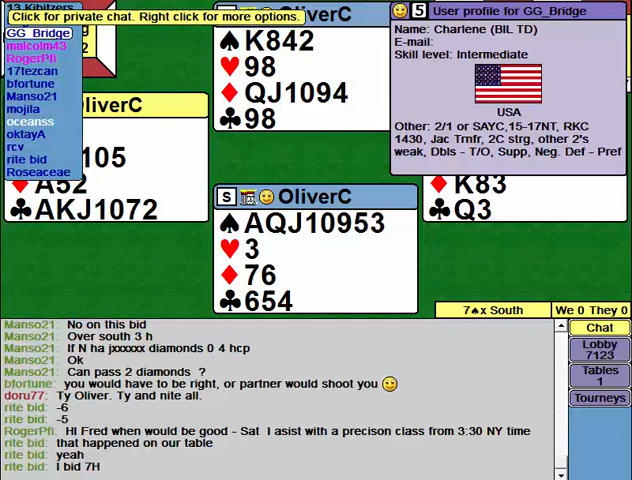 13 Kibitzers
Click for private chat. Right click for more options.
GG_Bridge
malcolm43
RogerPfi
17tezcan
bfortune
Manso21
mojila
oceanss
oktayA
rcv
rite bid
Roseaceae
OliverC
♠K842
♥98
♦QJ1094
♣98
5 User profile for GG_Bridge
Name: Charlene (BIL TD)
E-mail:
Skill level: Intermediate
USA
Other: 2/1 or SAYC,15-17NT, RKC
1430, Jac Trnfr, 2C strg, other 2's
weak, Dbls - T/O, Supp, Neg. Def - Pref
OliverC
105
♦A52
♣AKJ1072
♦K83
♣Q3
S OliverC
♠AQJ10953
♥3
♦76
♣654
7♠x South
We 0 They 0
Manso21: No on this bid
Manso21: Over south 3 h
Manso21: If N ha jxxxxx diamonds 0 4 hcp
Manso21: Ok
Manso21: Can pass 2 diamonds ?
bfortune: you would have to be right, or partner would shoot you
doru77: Ty Oliver. Ty and nite all.
rite bid: -6
rite bid: -5
RogerPfi: HI Fred when would be good - Sat I asist with a precison class from 3:30 NY time
rite bid: that happened on our table
rite bid: yeah
rite bid: I bid 7H
Chat
Lobby
7123
Tables
1
Tourneys